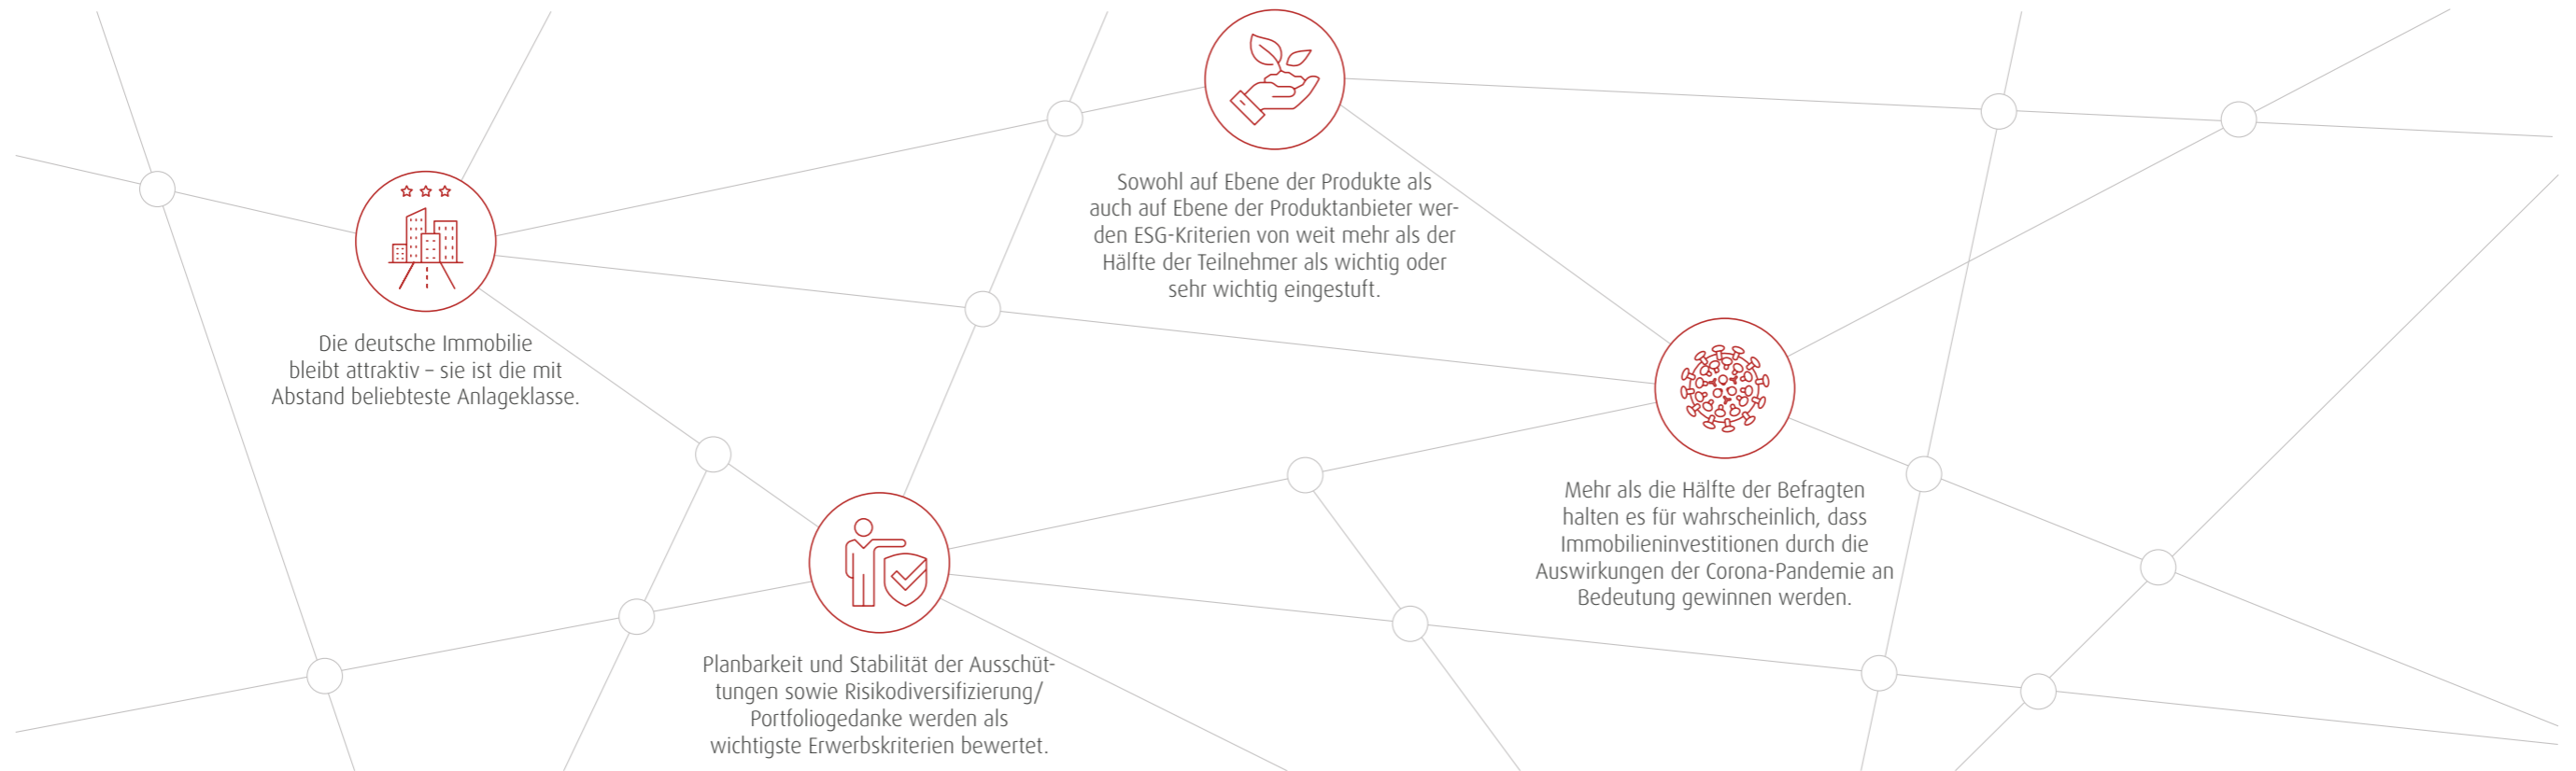 Sowohl auf Ebene der Produkte als
auch auf Ebene der Produktanbieter wer-
den ESG-Kriterien von weit mehr als der
Hälfte der Teilnehmer als wichtig oder
sehr wichtig eingestuft.
Die deutsche Immobilie
bleibt attraktiv – sie ist die mit
Abstand beliebteste Anlageklasse.
Mehr als die Hälfte der Befragten
halten es für wahrscheinlich, dass
Immobilieninvestitionen durch die
Auswirkungen der Corona-Pandemie an
Bedeutung gewinnen werden.
Planbarkeit und Stabilität der Ausschüt-
tungen sowie Risikodiversifizierung/
Portfoliogedanke werden als
wichtigste Erwerbskriterien bewertet.